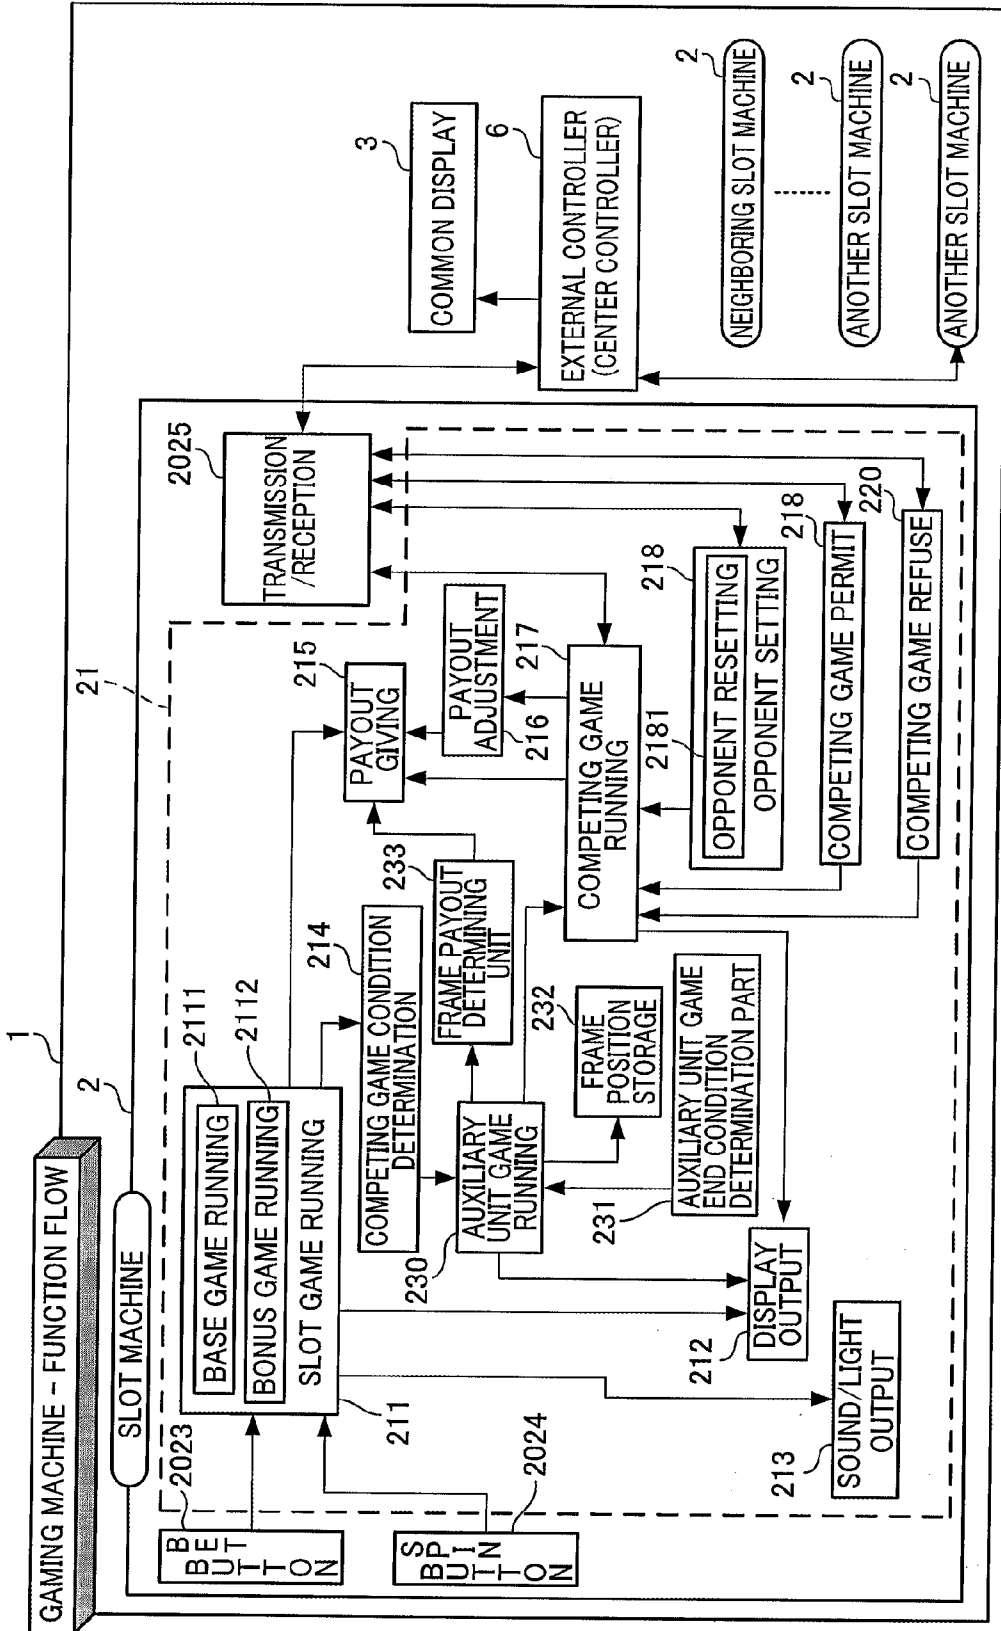 GAMING MACHINE - FUNCTION FLOW
1
SLOT MACHINE
2
21
BET
BUTTON
2023
SPIN
BUTTON
2024
BASE GAME RUNNING
2111
BONUS GAME RUNNING
2112
SLOT GAME RUNNING
211
COMPETING GAME CONDITION
DETERMINATION
214
PAYOUT
GIVING
215
TRANSMISSION
/RECEPTION
2025
COMMON DISPLAY
3
FRAME PAYOUT
DETERMINING
UNIT
233
PAYOUT
ADJUSTMENT
216
EXTERNAL CONTROLLER
(CENTER CONTROLLER)
6
AUXILIARY
UNIT GAME
RUNNING
230
FRAME
POSITION
STORAGE
232
COMPETING GAME
RUNNING
217
AUXILIARY UNIT GAME
END CONDITION
DETERMINATION PART
231
OPPONENT RESETTING
2181
OPPONENT SETTING
218
NEIGHBORING SLOT MACHINE
2
DISPLAY
OUTPUT
212
COMPETING GAME PERMIT
218
ANOTHER SLOT MACHINE
2
SOUND/LIGHT
OUTPUT
213
COMPETING GAME REFUSE
220
ANOTHER SLOT MACHINE
2